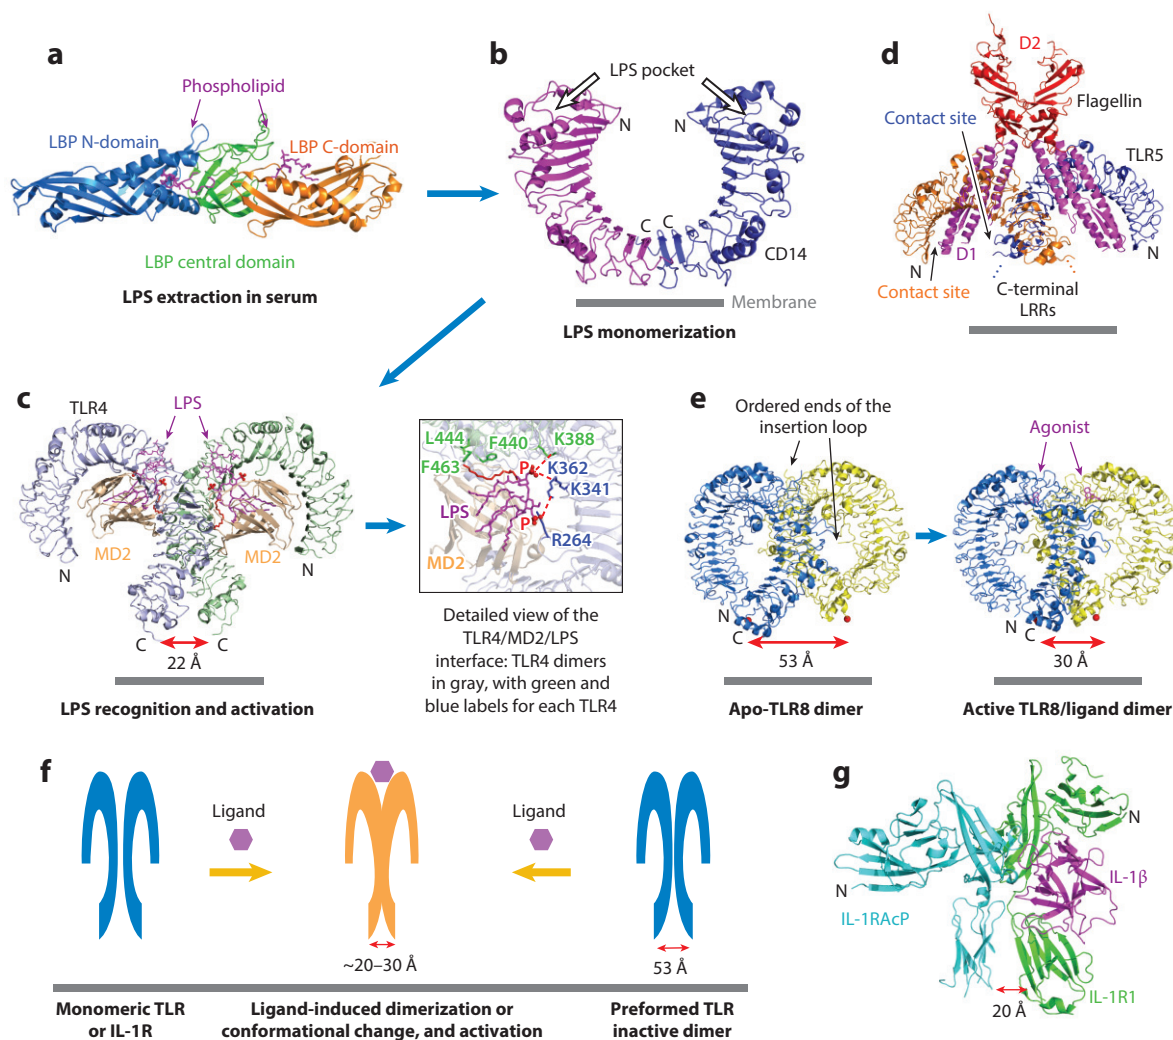 a
Phospholipid
LBP N-domain
LBP C-domain
LBP central domain
LPS extraction in serum
b
LPS pocket
N
N
C
C
CD14
Membrane
LPS monomerization
d
D2
Flagellin
Contact site
TLR5
N
D1
N
Contact site
C-terminal
LRRs
c
TLR4
LPS
MD2
MD2
N
N
C
C
22 Å
LPS recognition and activation
L444
F440
K388
F463
P
K362
K341
LPS
P
R264
MD2
Detailed view of the
TLR4/MD2/LPS
interface: TLR4 dimers
in gray, with green and
blue labels for each TLR4
e
Ordered ends of the
insertion loop
N
C
53 Å
Apo-TLR8 dimer
Agonist
N
C
30 Å
Active TLR8/ligand dimer
f
Ligand
Ligand
~20–30 Å
53 Å
Monomeric TLR
or IL-1R
Ligand-induced dimerization or
conformational change, and activation
Preformed TLR
inactive dimer
g
N
IL-1β
N
IL-1RAcP
IL-1R1
20 Å